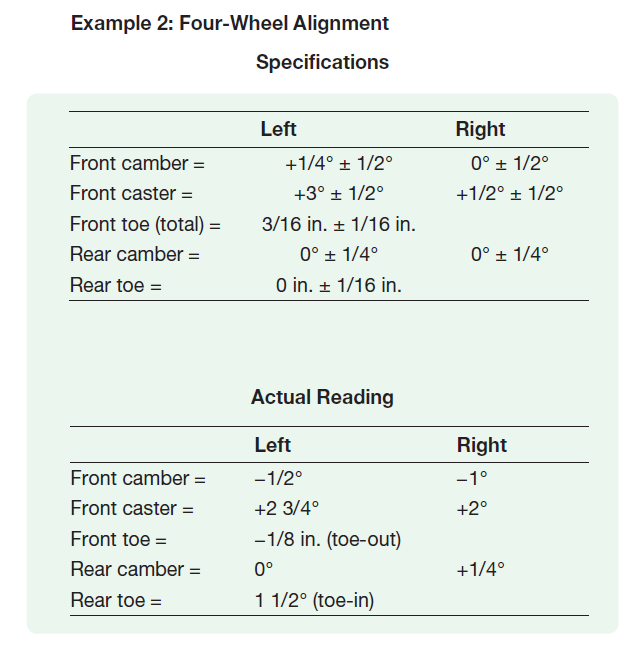 Example 2: Four-Wheel Alignment
Specifications
Left Right
Front camber = +1/4° ± 1/2° 0° ± 1/2°
Front caster = +3° ± 1/2° +1/2° ± 1/2°
Front toe (total) = 3/16 in. ± 1/16 in.
Rear camber = 0° ± 1/4° 0° ± 1/4°
Rear toe = 0 in. ± 1/16 in.
Actual Reading
Left Right
Front camber = −1/2° −1°
Front caster = +2 3/4° +2°
Front toe = −1/8 in. (toe-out)
Rear camber = 0° +1/4°
Rear toe = 1 1/2° (toe-in)